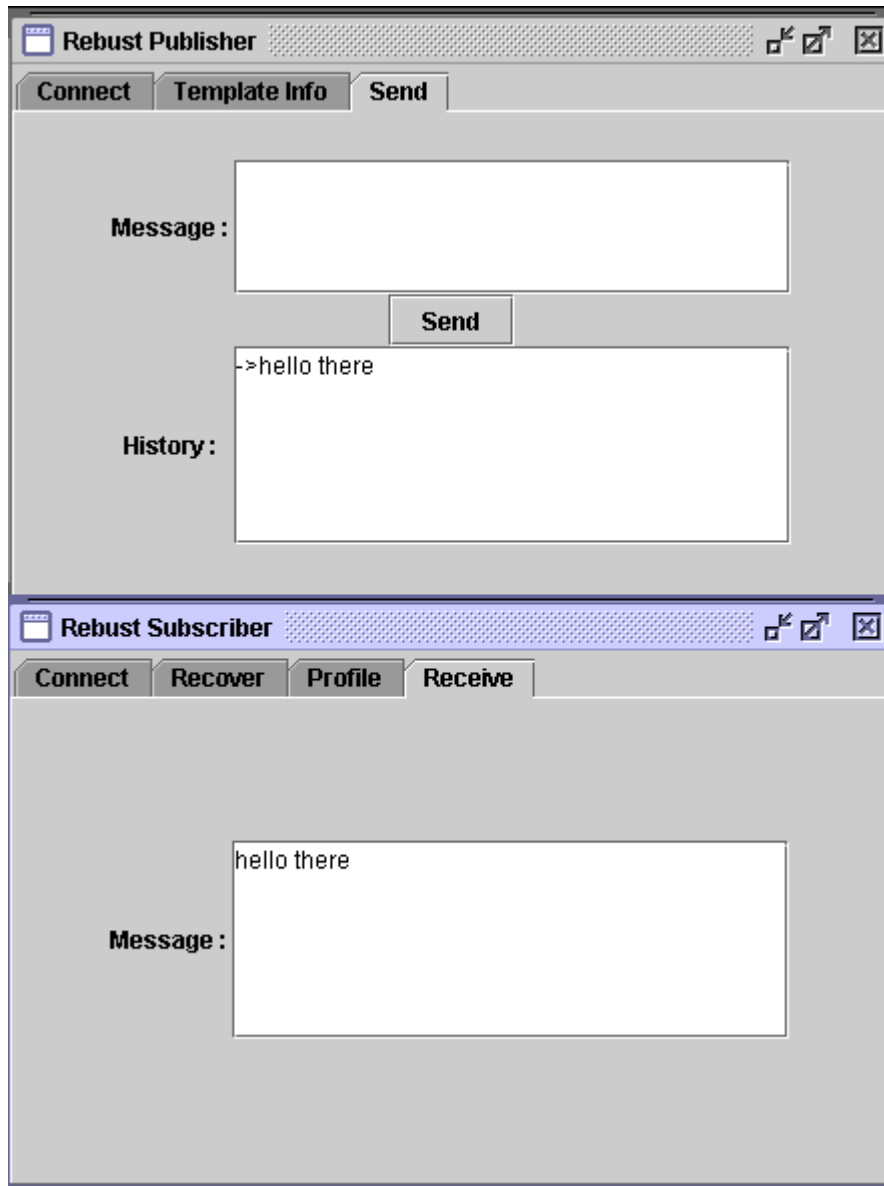 Rebust Publisher
Connect Template Info Send
Message :
Send
->hello there
History :
Rebust Subscriber
Connect Recover Profile Receive
hello there
Message :